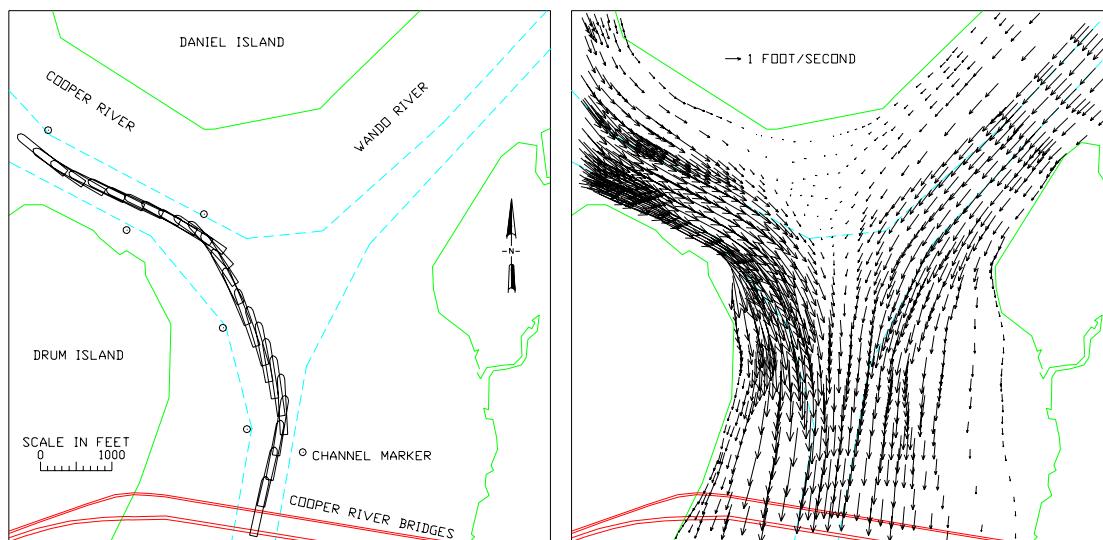 DANIEL ISLAND
COOPER RIVER
WANDO RIVER
N
DRUM ISLAND
SCALE IN FEET
0 1000
CHANNEL MARKER
COOPER RIVER BRIDGES
1 FOOT/SECOND